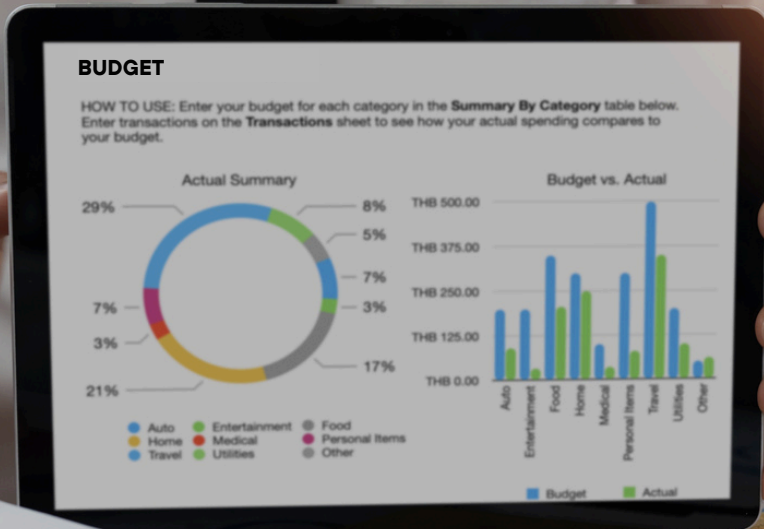 BUDGET
HOW TO USE: Enter your budget for each category in the Summary By Category table below.
Enter transactions on the Transactions sheet to see how your actual spending compares to
your budget.
Actual Summary
29%
8%
5%
7%
3%
17%
7%
3%
21%
Auto Entertainment Food
Home Medical Personal Items
Travel Utilities Other
Budget vs. Actual
THB 500.00
THB 375.00
THB 250.00
THB 125.00
THB 0.00
Auto
Entertainment
Food
Home
Medical
Personal Items
Travel
Utilities
Other
Budget Actual